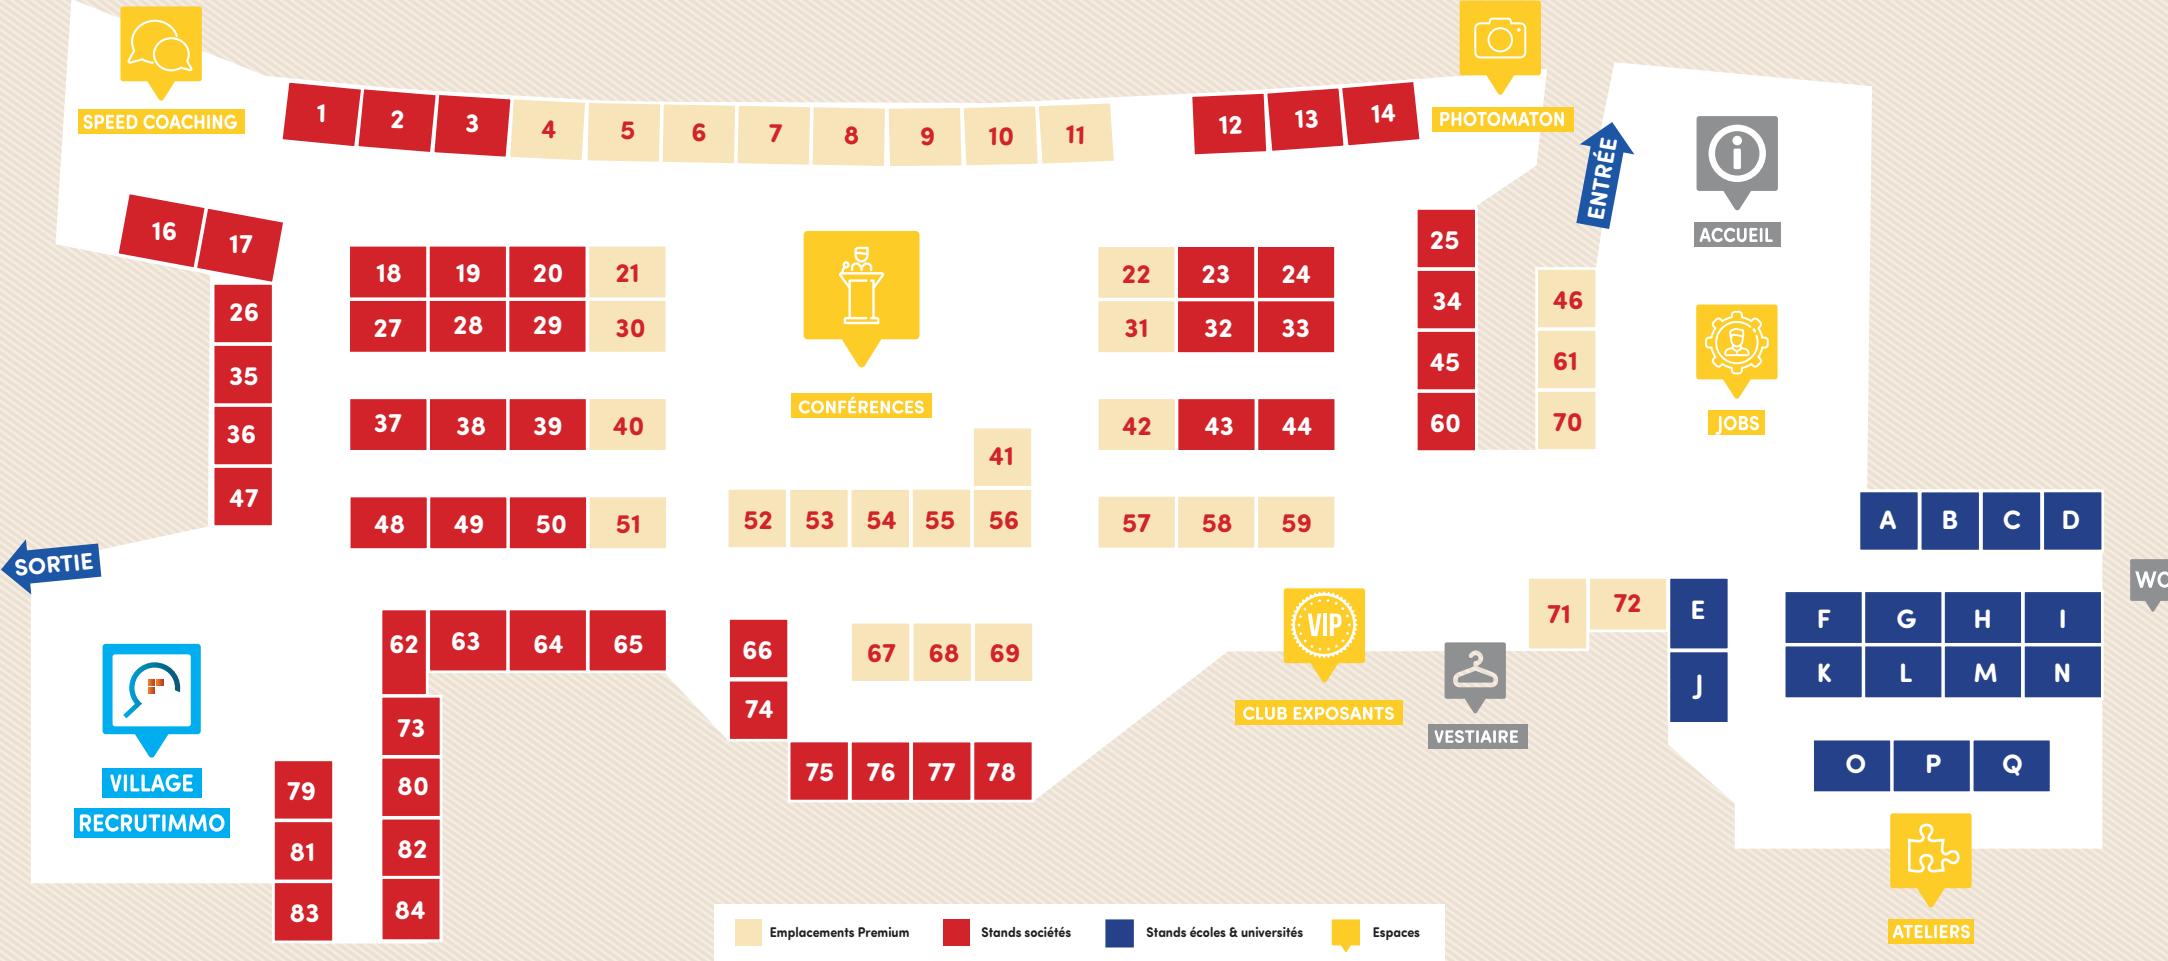 SPEED COACHING
1 2 3 4 5 6 7 8 9 10 11 12 13 14
PHOTOMATON
ENTRÉE
ACCUEIL
16 17
18 19 20 21
22 23 24
25
26
27 28 29 30
31 32 33
34
46
35
CONFÉRENCES
45
61
JOBS
36
37 38 39 40
41
42 43 44
60
70
47
48 49 50 51
52 53 54 55 56
57 58 59
A B C D
SORTIE
WC
62 63 64 65
66
67 68 69
VIP
71 72
E
F G H I
74
CLUB EXPOSANTS
VESTIAIRE
J
K L M N
73
VILLAGE
RECRUTIMMO
79
80
75 76 77 78
O P Q
81
82
83
84
ATELIERS
Emplacements Premium
Stands sociétés
Stands écoles & universités
Espaces